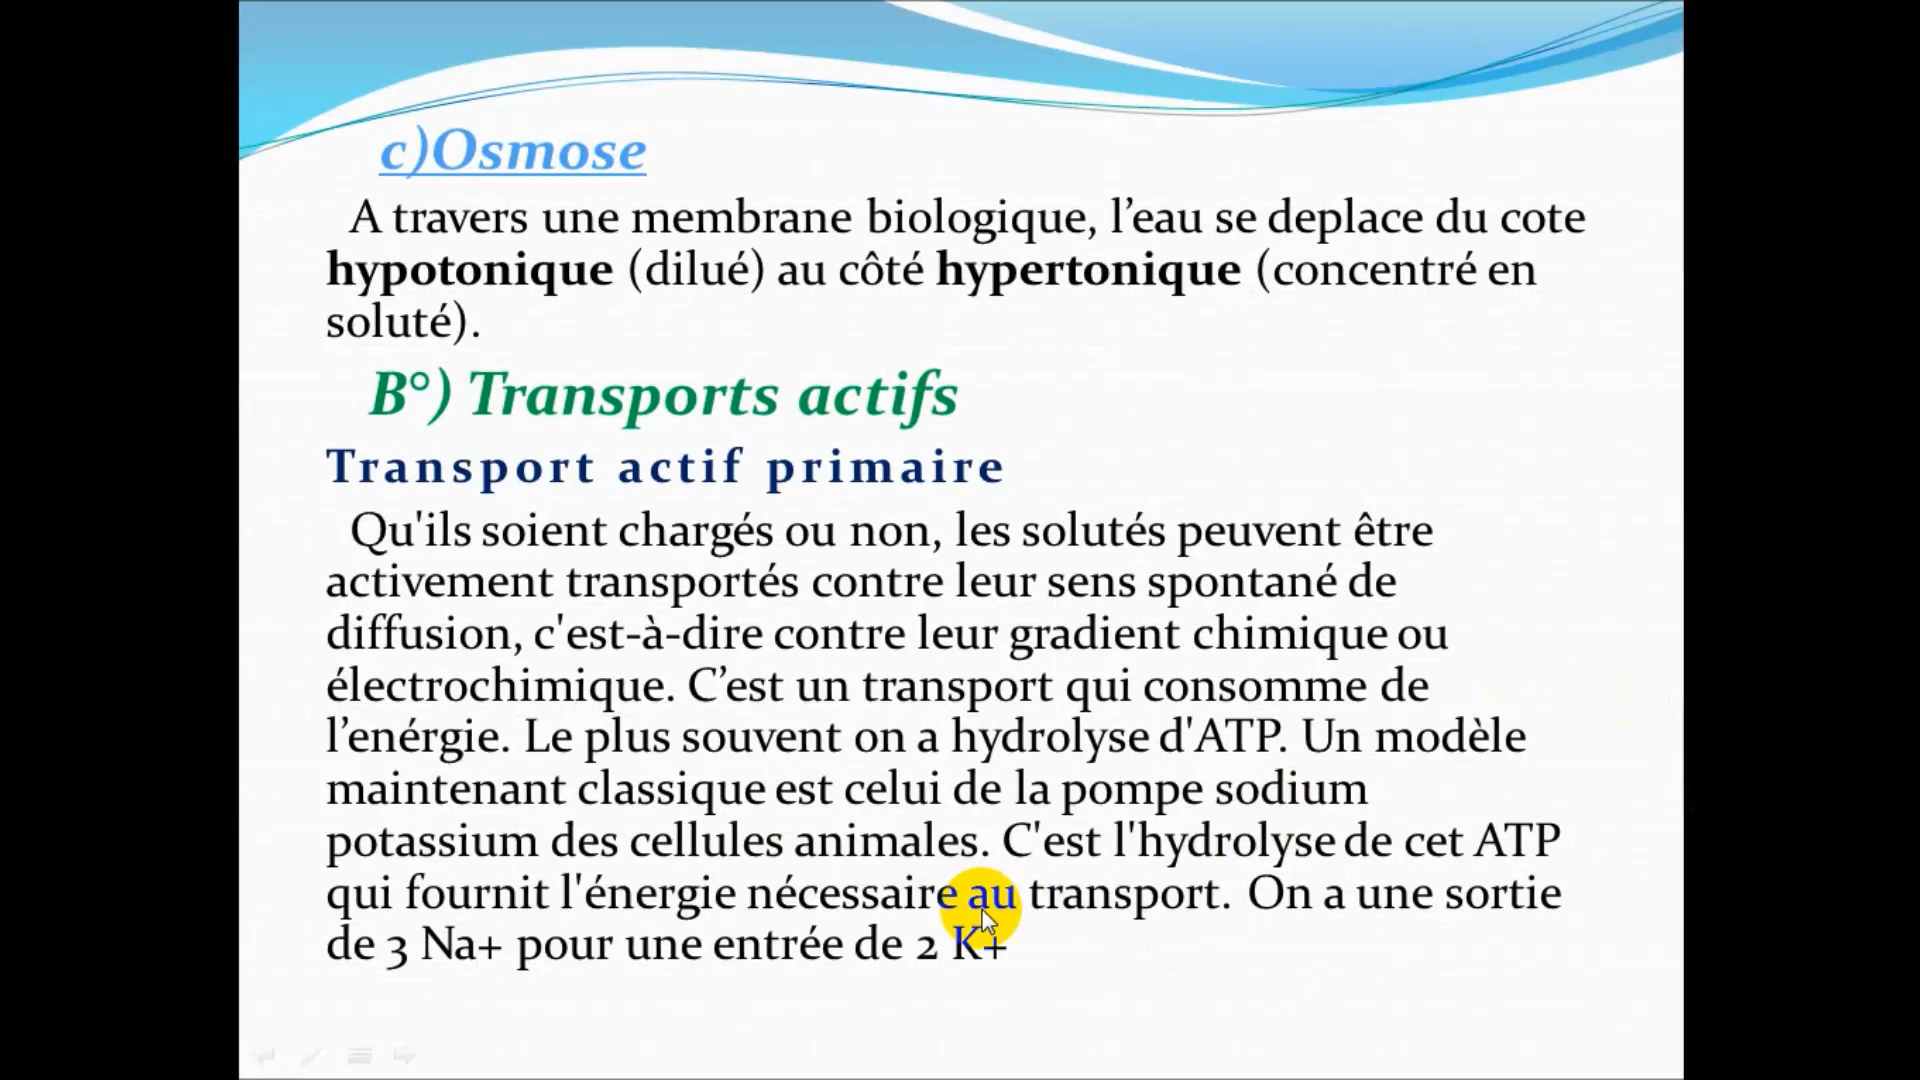 c)Osmose
A travers une membrane biologique, l’eau se deplace du cote
hypotonique (dilué) au côté hypertonique (concentré en
soluté).
B°) Transports actifs
Transport actif primaire
Qu'ils soient chargés ou non, les solutés peuvent être
activement transportés contre leur sens spontané de
diffusion, c'est-à-dire contre leur gradient chimique ou
électrochimique. C’est un transport qui consomme de
l’enérgie. Le plus souvent on a hydrolyse d'ATP. Un modèle
maintenant classique est celui de la pompe sodium
potassium des cellules animales. C'est l'hydrolyse de cet ATP
qui fournit l'énergie nécessaire au transport. On a une sortie
de 3 Na+ pour une entrée de 2 K+